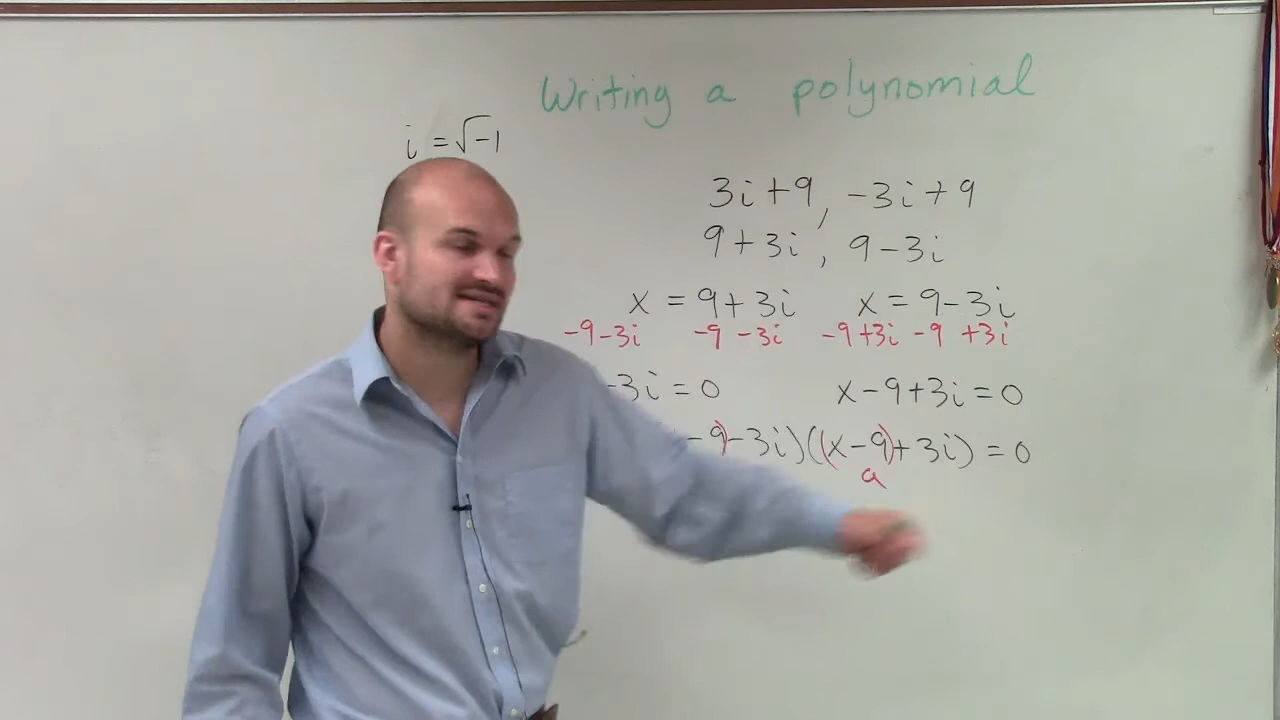 Writing a polynomial
i = √-1
3i + 9, -3i + 9
9 + 3i, 9 - 3i
x = 9 + 3i x = 9 - 3i
-9 -3i -9 -3i -9 +3i -9 +3i
-3i = 0 x - 9 + 3i = 0
- 9) - 3i)((x - 9) + 3i) = 0
a